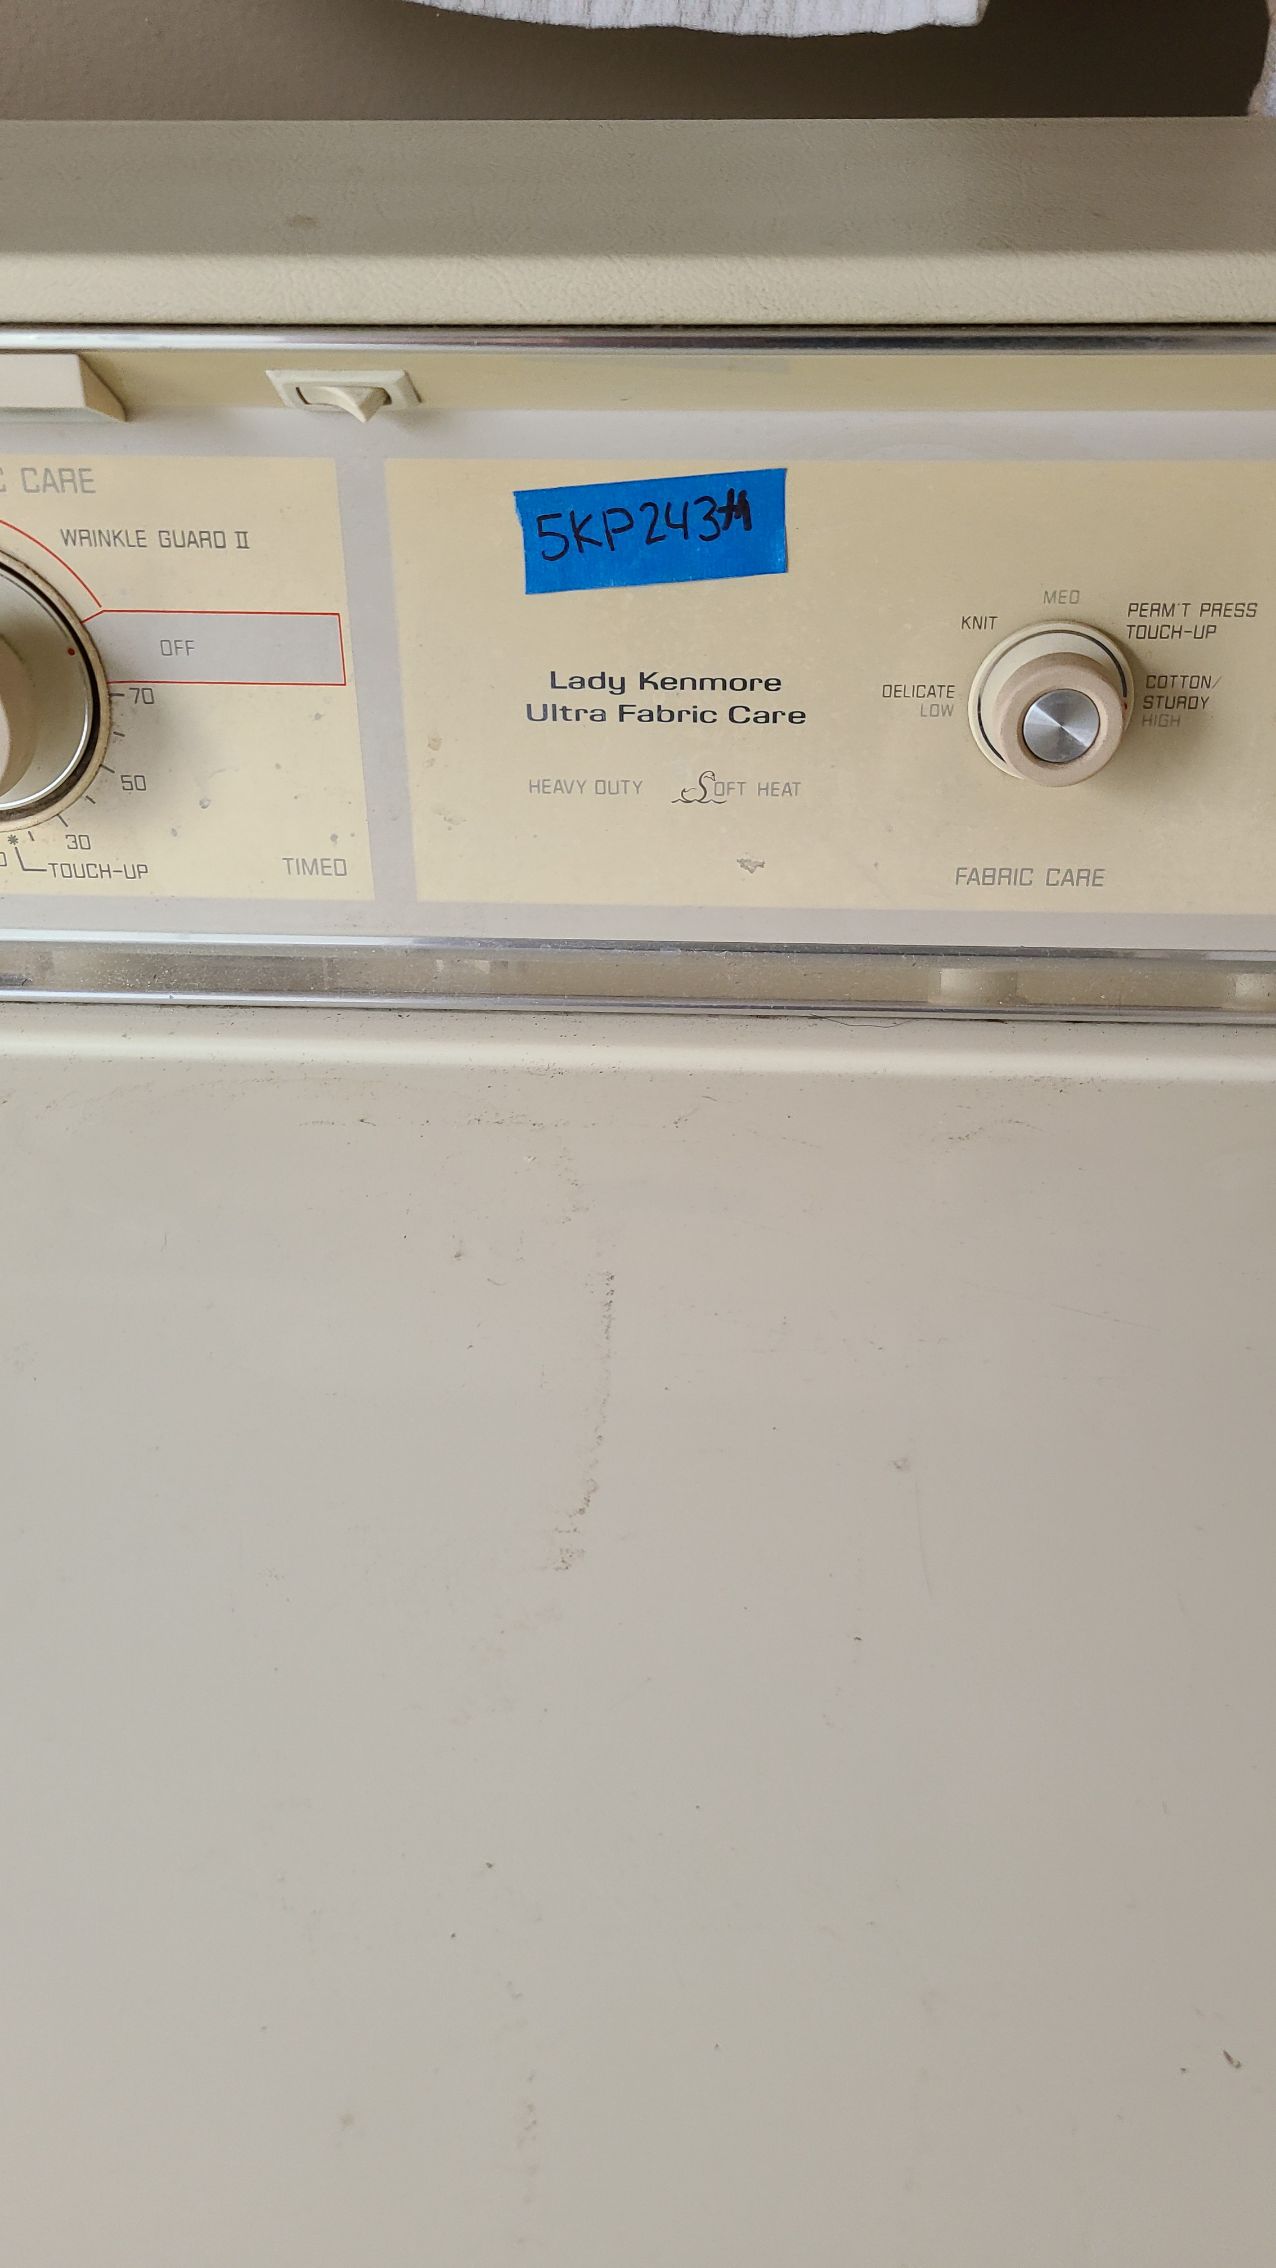 C CARE
WRINKLE GUARD II
OFF
70
50
30
TOUCH-UP
TIMED
5KP243
Lady Kenmore
Ultra Fabric Care
HEAVY DUTY SOFT HEAT
MED
KNIT
PERM'T PRESS
TOUCH-UP
DELICATE
LOW
COTTON/
STURDY
HIGH
FABRIC CARE